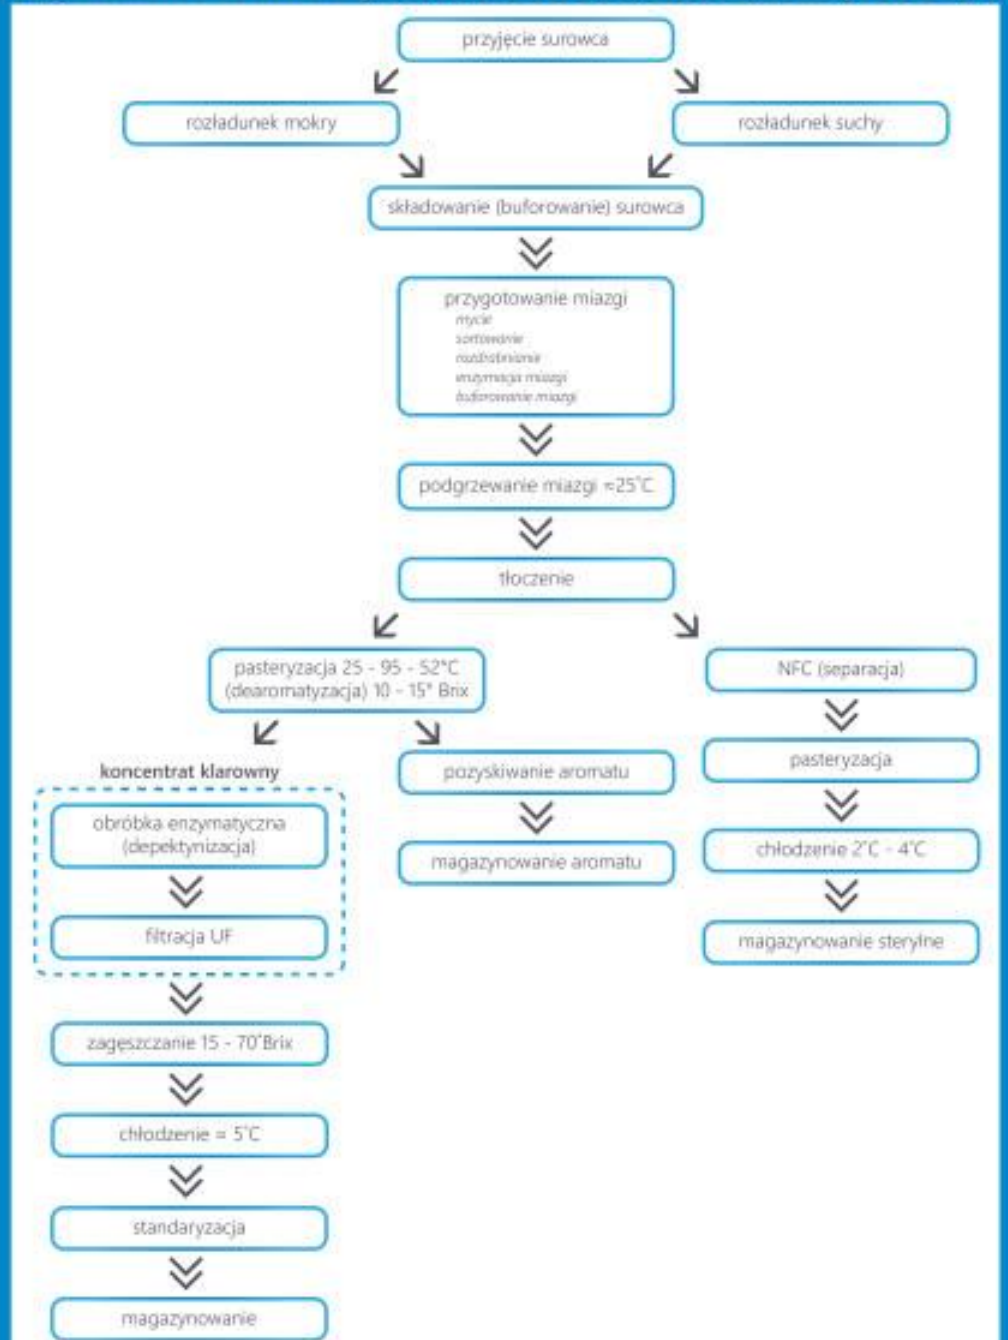 przyjęcie surowca
rozładunek mokry
rozładunek suchy
składowanie (buforowanie) surowca
przygotowanie miazgi
mycie
sortowanie
rozdrabnianie
enzymacja miazgi
buforowanie miazgi
podgrzewanie miazgi ≈25°C
tłoczenie
pasteryzacja 25 - 95 - 52°C
(dearomatyzacja) 10 - 15° Brix
NFC (separacja)
koncentrat klarowny
pozyskiwanie aromatu
pasteryzacja
obróbka enzymatyczna
(depektynizacja)
magazynowanie aromatu
chłodzenie 2°C - 4°C
filtracja UF
magazynowanie sterylne
zagęszczanie 15 - 70°Brix
chłodzenie ≈ 5°C
standaryzacja
magazynowanie